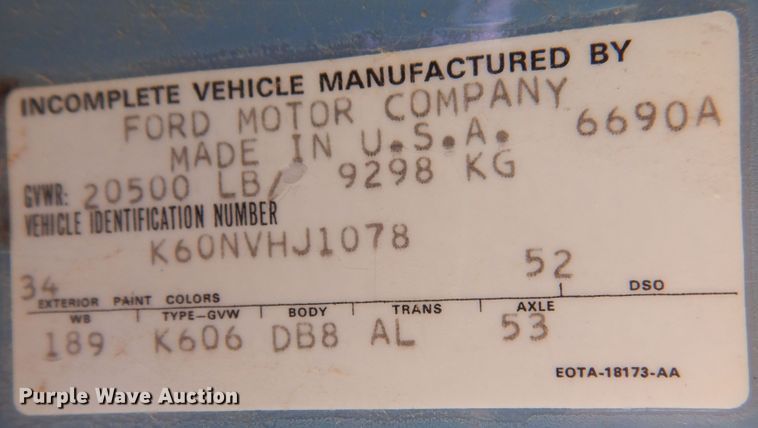 INCOMPLETE VEHICLE MANUFACTURED BY
FORD MOTOR COMPANY
MADE IN U.S.A. 6690A
GVWR: 20500 LB/ 9298 KG
VEHICLE IDENTIFICATION NUMBER
K60NVHJ1078
34 52
EXTERIOR PAINT COLORS DSO
WB TYPE-GVW BODY TRANS AXLE
189 K606 DB8 AL 53
EOTA-18173-AA
Purple Wave Auction